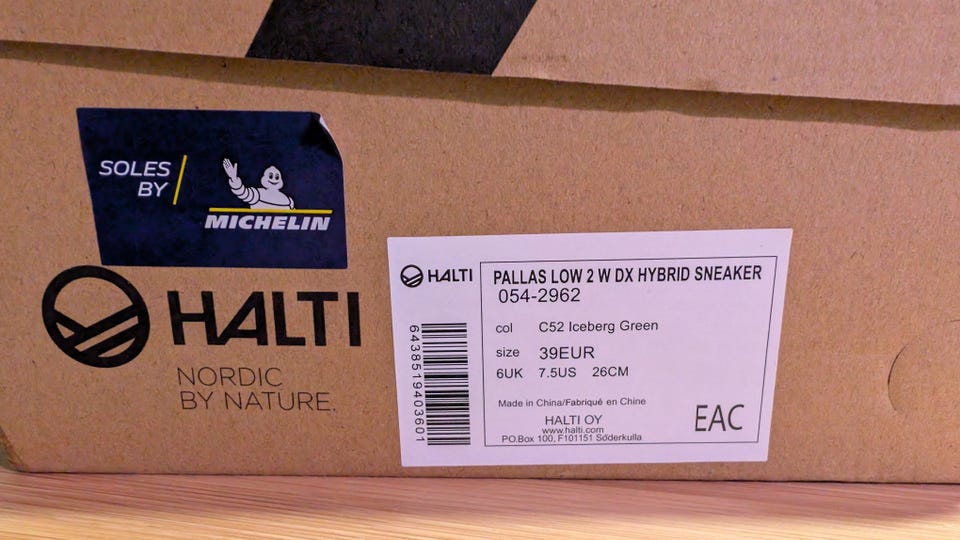 SOLES
BY
MICHELIN
HALTI
NORDIC
BY NATURE.
HALTI
6438519403601
PALLAS LOW 2 W DX HYBRID SNEAKER
054-2962
col C52 Iceberg Green
size 39EUR
6UK 7.5US 26CM
Made in China/Fabriqué en Chine
HALTI OY
www.halti.com
PO.Box 100, F101151 Söderkulla
EAC